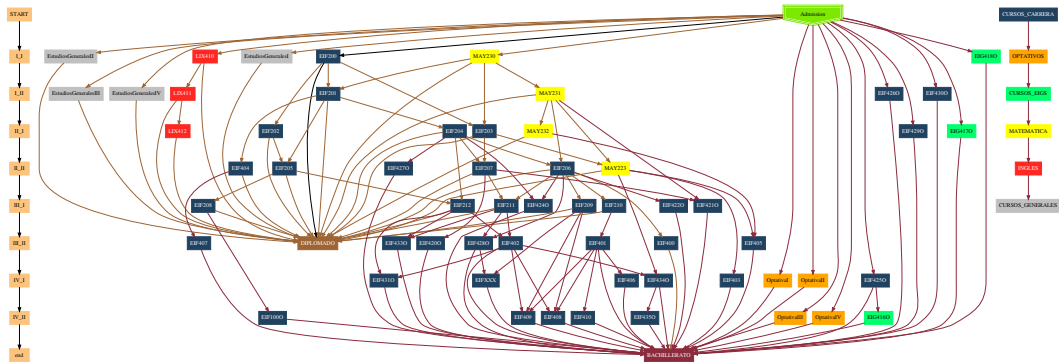 START Admission CURSOS_CARRERA
I_I EstudiosGeneralesII LIX410 EstudiosGeneralesI EIF200 MAY230 EIG418O OPTATIVOS
I_II EstudiosGeneralesIII EstudiosGeneralesIV LIX411 EIF201 MAY231 EIF428O EIF430O CURSOS_EIGS
II_I LIX412 EIF202 EIF204 EIF203 MAY232 EIF429O EIG417O MATEMATICA
II_II EIF404 EIF205 EIF427O EIF207 EIF206 MAY223 INGLES
III_I EIF208 EIF212 EIF211 EIF424O EIF209 EIF210 EIF422O EIF421O CURSOS_GENERALES
III_II EIF407 DIPLOMADO EIF433O EIF420O EIF428O EIF402 EIF401 EIF400 EIF405
IV_I EIF431O EIFXXX EIF406 EIF434O EIF403 OptativaI OptativaII EIF425O
IV_II EIF100O EIF409 EIF408 EIF410 EIF435O OptativaIII OptativaIV EIG416O
end BACHILLERATO